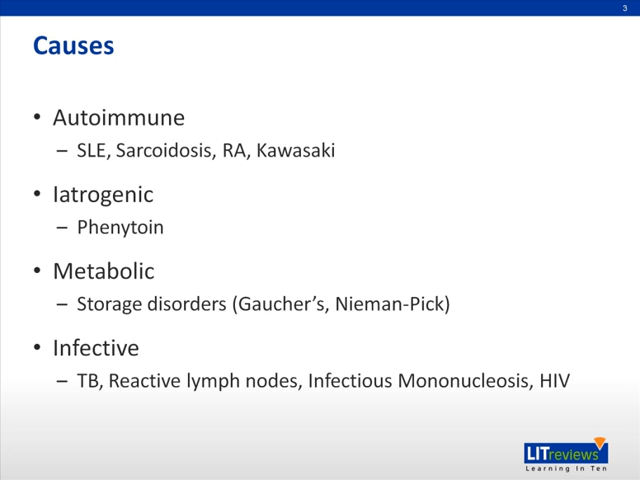 3
Causes
• Autoimmune
– SLE, Sarcoidosis, RA, Kawasaki
• Iatrogenic
– Phenytoin
• Metabolic
– Storage disorders (Gaucher’s, Nieman-Pick)
• Infective
– TB, Reactive lymph nodes, Infectious Mononucleosis, HIV
LITreviews
Learning In Ten